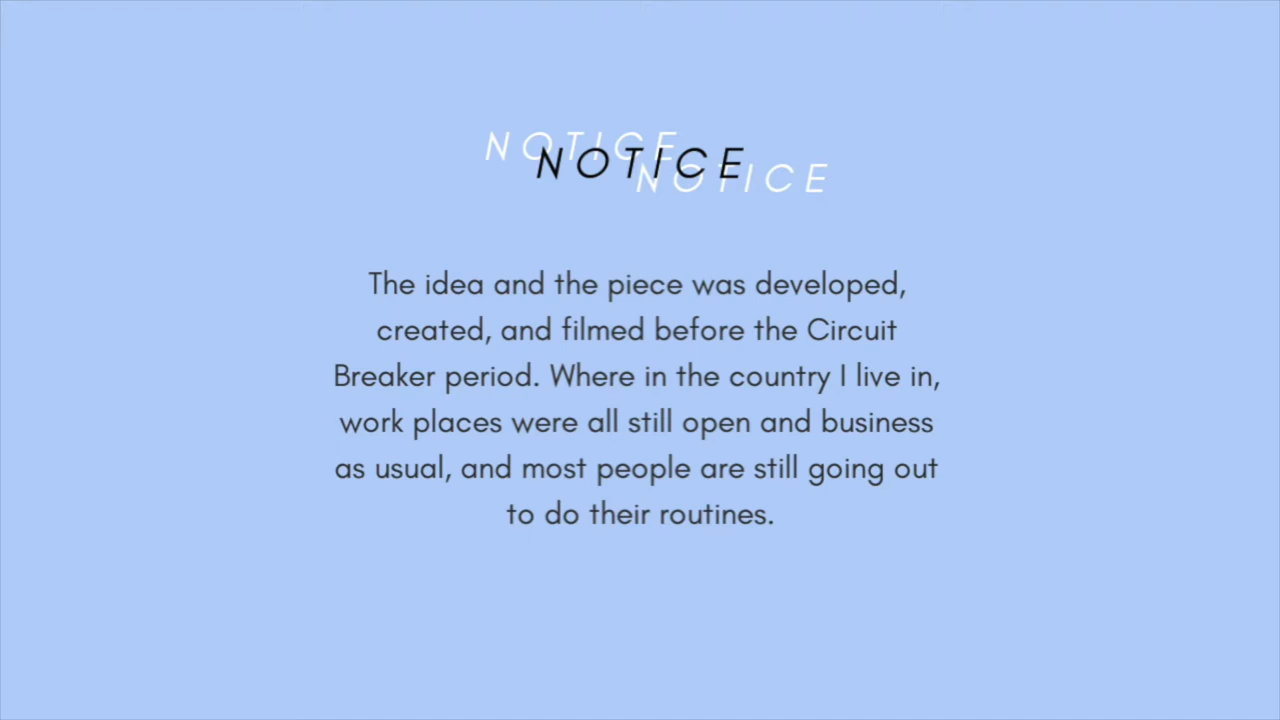 NOTICE
NOTICE
NOTICE
The idea and the piece was developed,
created, and filmed before the Circuit
Breaker period. Where in the country I live in,
work places were all still open and business
as usual, and most people are still going out
to do their routines.